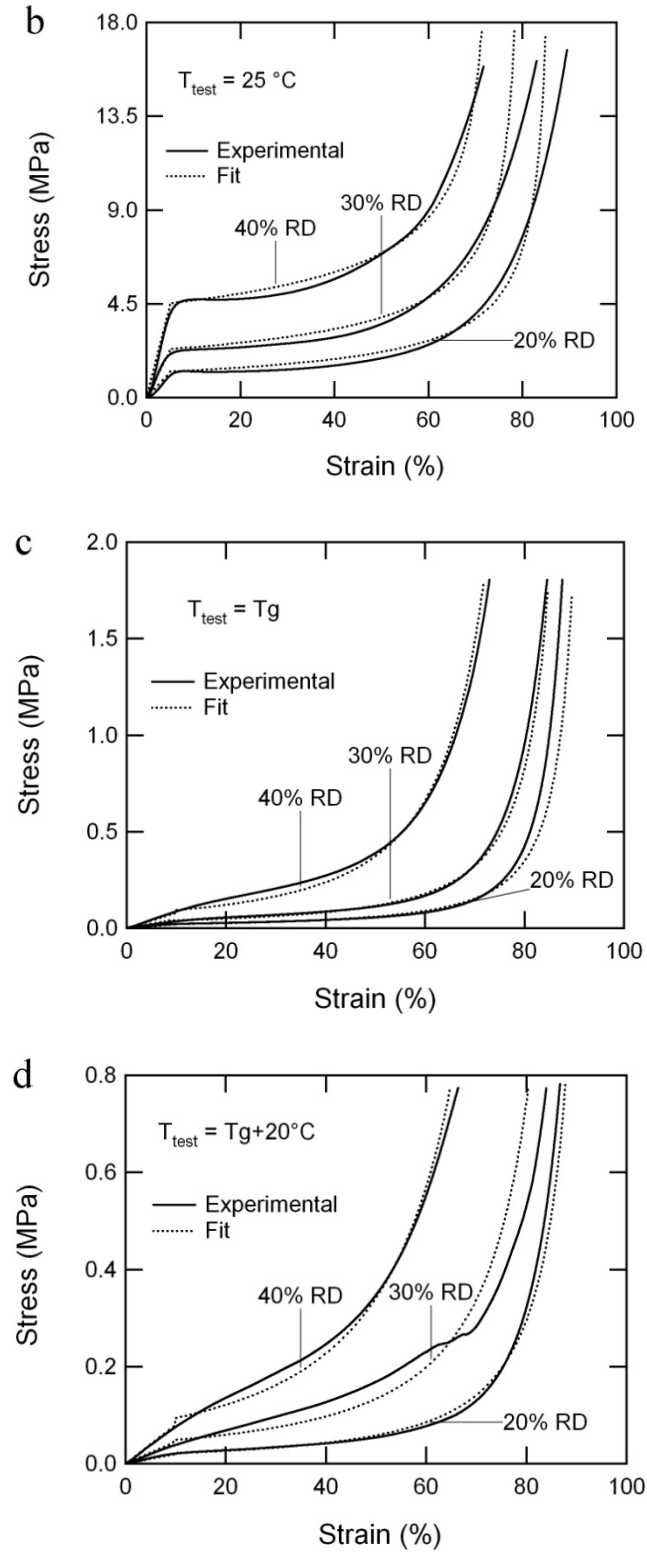 b
18.0
13.5
9.0
4.5
0.0
Stress (MPa)
T_test = 25 °C
Experimental
Fit
40% RD
30% RD
20% RD
0 20 40 60 80 100
Strain (%)
c
2.0
1.5
1.0
0.5
0.0
Stress (MPa)
T_test = Tg
Experimental
Fit
30% RD
40% RD
20% RD
0 20 40 60 80 100
Strain (%)
d
0.8
0.6
0.4
0.2
0.0
Stress (MPa)
T_test = Tg+20°C
Experimental
Fit
40% RD
30% RD
20% RD
0 20 40 60 80 100
Strain (%)